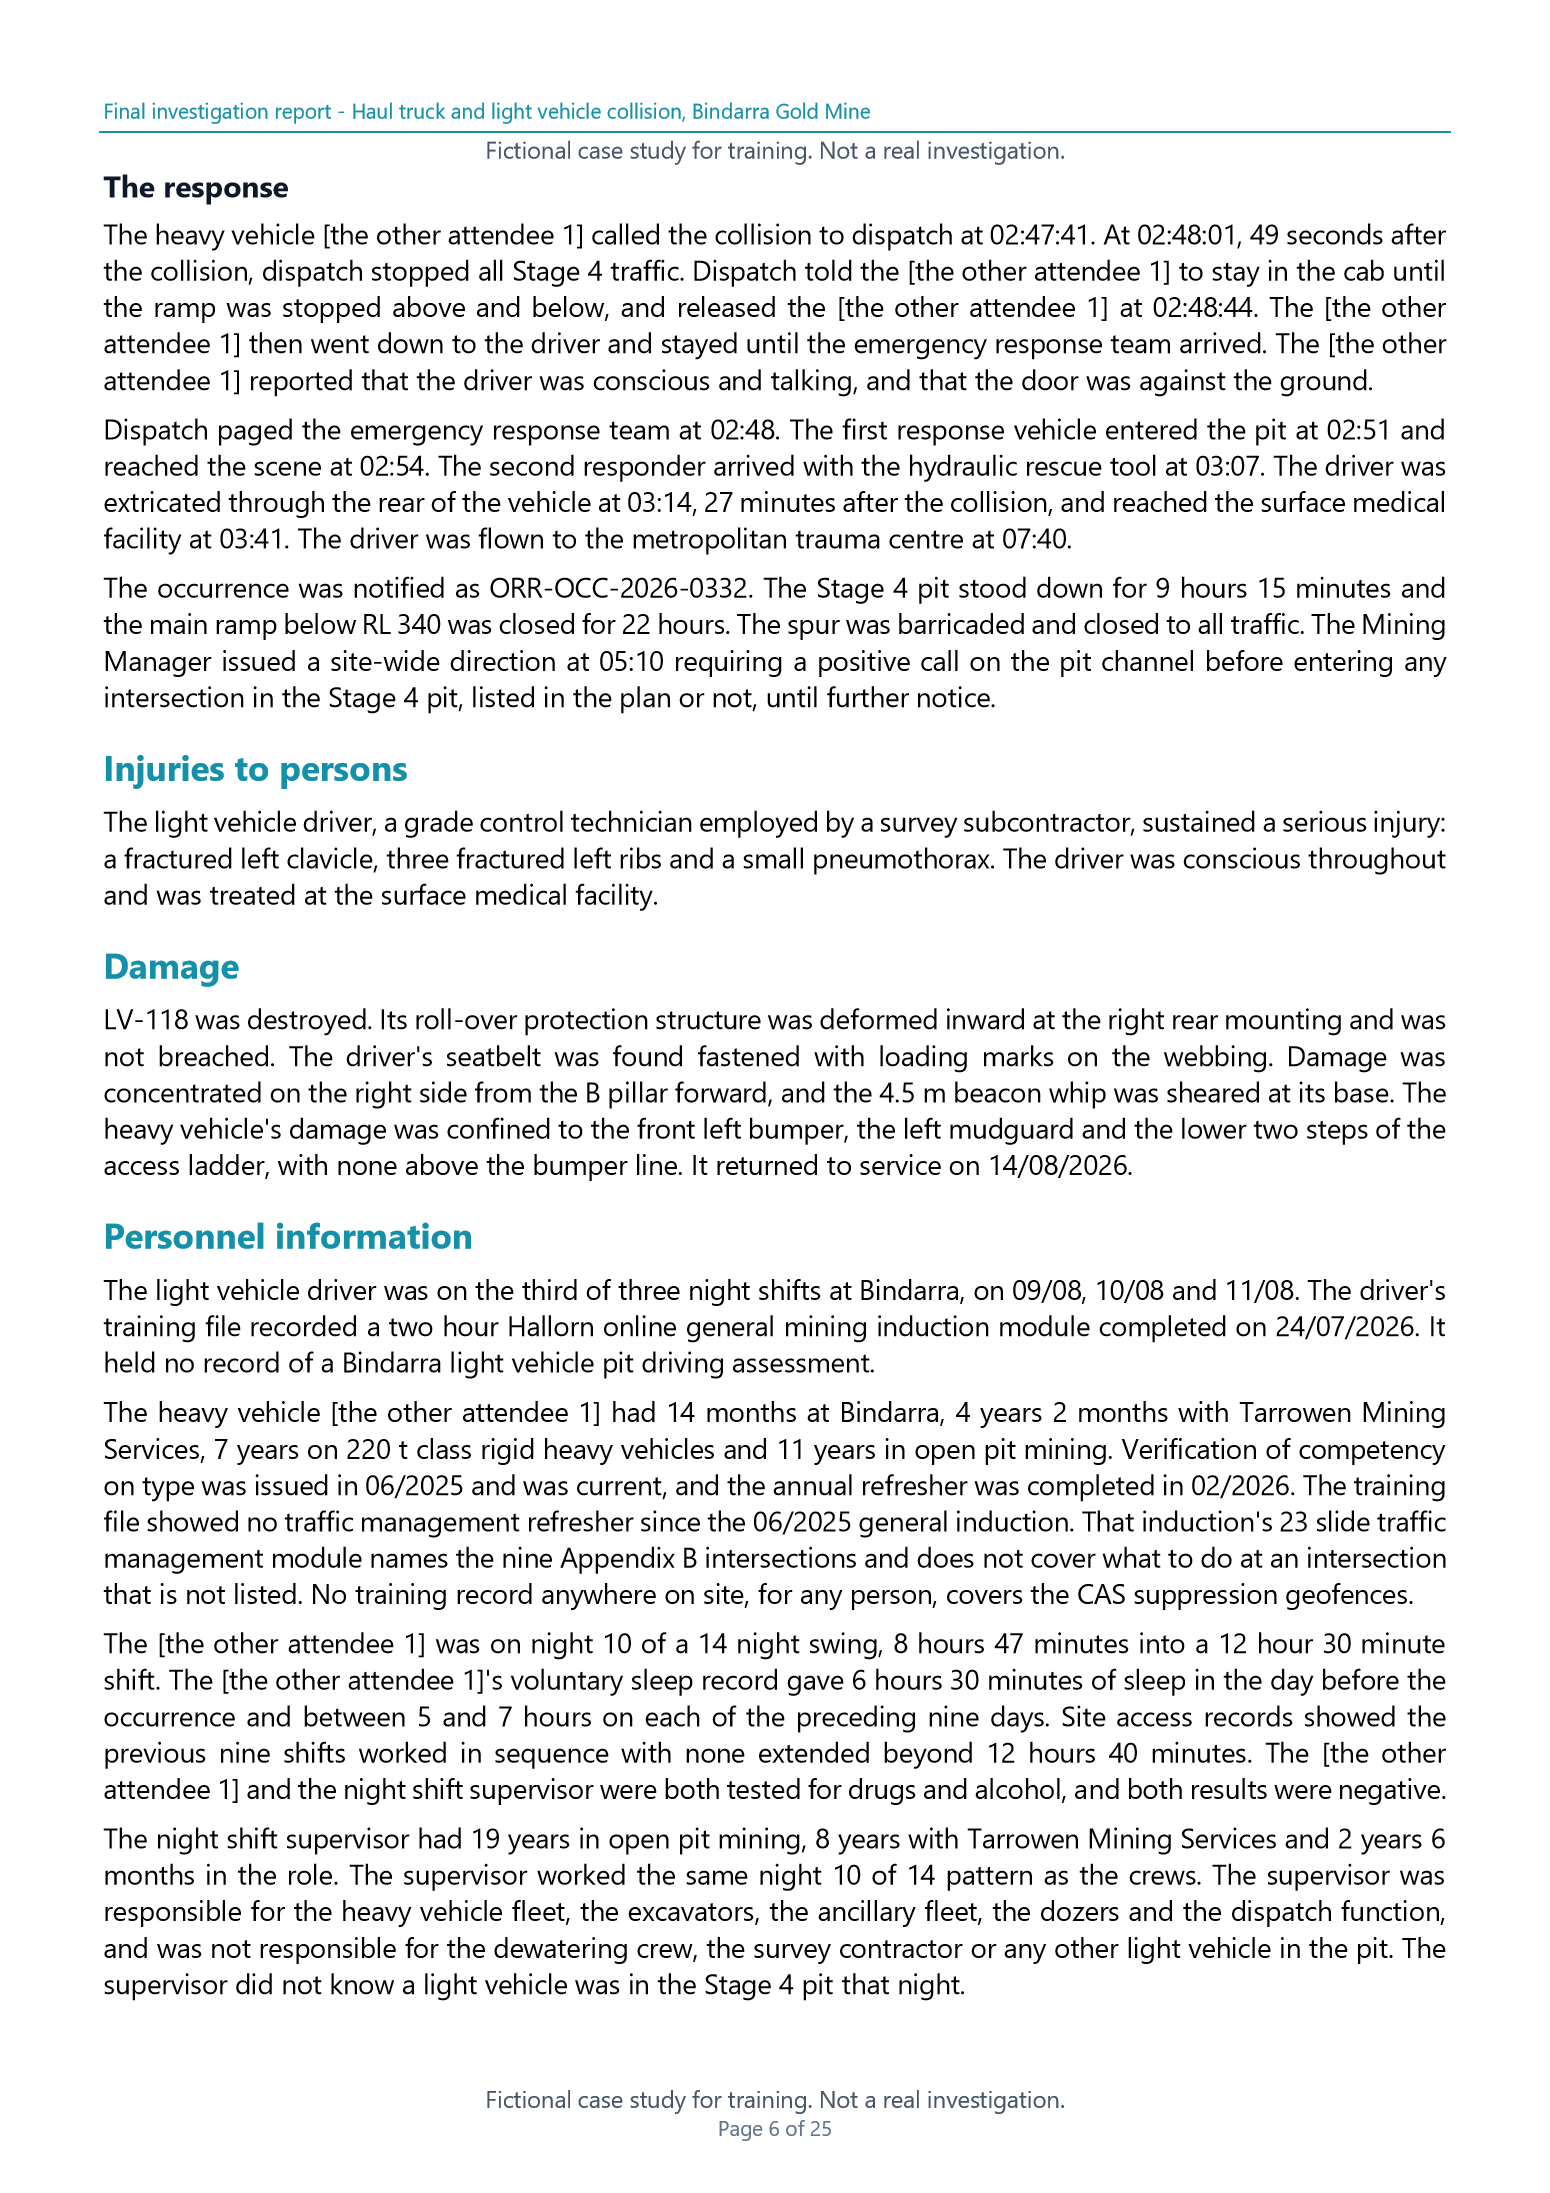 Final investigation report - Haul truck and light vehicle collision, Bindarra Gold Mine
Fictional case study for training. Not a real investigation.
The response
The heavy vehicle [the other attendee 1] called the collision to dispatch at 02:47:41. At 02:48:01, 49 seconds after
the collision, dispatch stopped all Stage 4 traffic. Dispatch told the [the other attendee 1] to stay in the cab until
the ramp was stopped above and below, and released the [the other attendee 1] at 02:48:44. The [the other
attendee 1] then went down to the driver and stayed until the emergency response team arrived. The [the other
attendee 1] reported that the driver was conscious and talking, and that the door was against the ground.
Dispatch paged the emergency response team at 02:48. The first response vehicle entered the pit at 02:51 and
reached the scene at 02:54. The second responder arrived with the hydraulic rescue tool at 03:07. The driver was
extricated through the rear of the vehicle at 03:14, 27 minutes after the collision, and reached the surface medical
facility at 03:41. The driver was flown to the metropolitan trauma centre at 07:40.
The occurrence was notified as ORR-OCC-2026-0332. The Stage 4 pit stood down for 9 hours 15 minutes and
the main ramp below RL 340 was closed for 22 hours. The spur was barricaded and closed to all traffic. The Mining
Manager issued a site-wide direction at 05:10 requiring a positive call on the pit channel before entering any
intersection in the Stage 4 pit, listed in the plan or not, until further notice.
Injuries to persons
The light vehicle driver, a grade control technician employed by a survey subcontractor, sustained a serious injury:
a fractured left clavicle, three fractured left ribs and a small pneumothorax. The driver was conscious throughout
and was treated at the surface medical facility.
Damage
LV-118 was destroyed. Its roll-over protection structure was deformed inward at the right rear mounting and was
not breached. The driver's seatbelt was found fastened with loading marks on the webbing. Damage was
concentrated on the right side from the B pillar forward, and the 4.5 m beacon whip was sheared at its base. The
heavy vehicle's damage was confined to the front left bumper, the left mudguard and the lower two steps of the
access ladder, with none above the bumper line. It returned to service on 14/08/2026.
Personnel information
The light vehicle driver was on the third of three night shifts at Bindarra, on 09/08, 10/08 and 11/08. The driver's
training file recorded a two hour Hallorn online general mining induction module completed on 24/07/2026. It
held no record of a Bindarra light vehicle pit driving assessment.
The heavy vehicle [the other attendee 1] had 14 months at Bindarra, 4 years 2 months with Tarrowen Mining
Services, 7 years on 220 t class rigid heavy vehicles and 11 years in open pit mining. Verification of competency
on type was issued in 06/2025 and was current, and the annual refresher was completed in 02/2026. The training
file showed no traffic management refresher since the 06/2025 general induction. That induction's 23 slide traffic
management module names the nine Appendix B intersections and does not cover what to do at an intersection
that is not listed. No training record anywhere on site, for any person, covers the CAS suppression geofences.
The [the other attendee 1] was on night 10 of a 14 night swing, 8 hours 47 minutes into a 12 hour 30 minute
shift. The [the other attendee 1]'s voluntary sleep record gave 6 hours 30 minutes of sleep in the day before the
occurrence and between 5 and 7 hours on each of the preceding nine days. Site access records showed the
previous nine shifts worked in sequence with none extended beyond 12 hours 40 minutes. The [the other
attendee 1] and the night shift supervisor were both tested for drugs and alcohol, and both results were negative.
The night shift supervisor had 19 years in open pit mining, 8 years with Tarrowen Mining Services and 2 years 6
months in the role. The supervisor worked the same night 10 of 14 pattern as the crews. The supervisor was
responsible for the heavy vehicle fleet, the excavators, the ancillary fleet, the dozers and the dispatch function,
and was not responsible for the dewatering crew, the survey contractor or any other light vehicle in the pit. The
supervisor did not know a light vehicle was in the Stage 4 pit that night.
Fictional case study for training. Not a real investigation.
Page 6 of 25